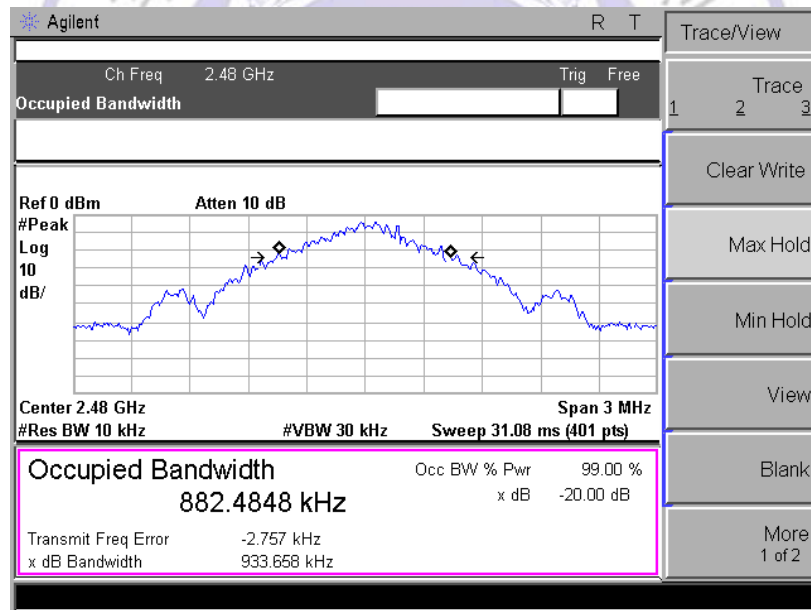 Agilent R T
Trace/View
Ch Freq 2.48 GHz Trig Free
Occupied Bandwidth
Trace
1 2 3
Clear Write
Ref 0 dBm Atten 10 dB
#Peak
Log
10
dB/
Max Hold
Min Hold
View
Center 2.48 GHz Span 3 MHz
#Res BW 10 kHz #VBW 30 kHz Sweep 31.08 ms (401 pts)
Occupied Bandwidth Occ BW % Pwr 99.00 %
882.4848 kHz x dB -20.00 dB
Blank
Transmit Freq Error -2.757 kHz
x dB Bandwidth 933.658 kHz
More
1 of 2